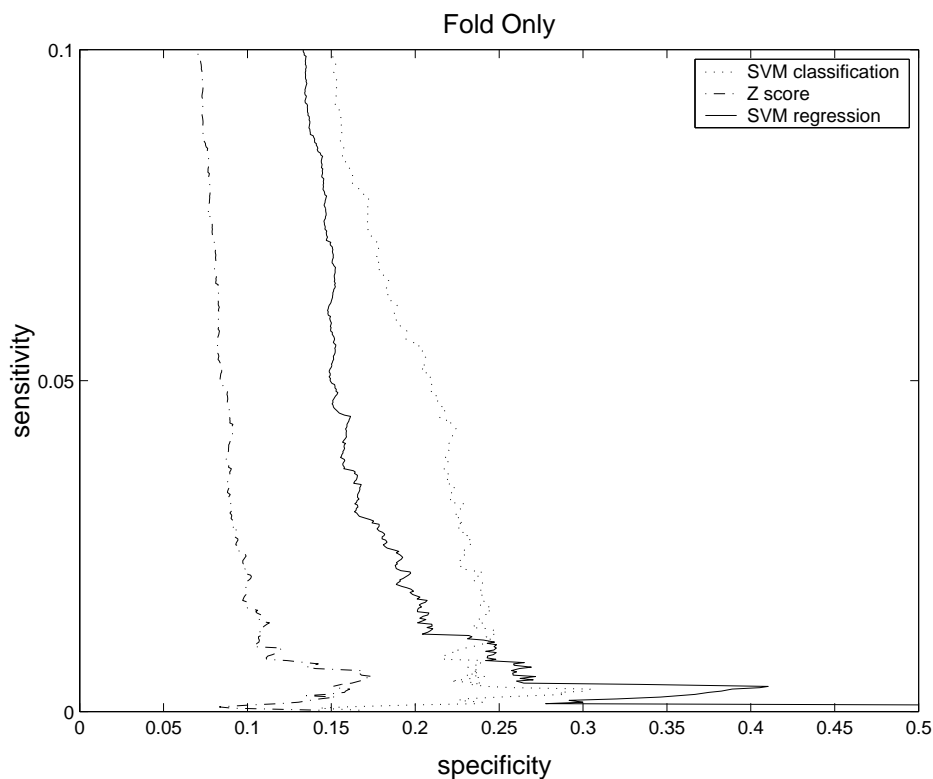 Fold Only
SVM classification
Z score
SVM regression
0.1
0.05
0
sensitivity
0 0.05 0.1 0.15 0.2 0.25 0.3 0.35 0.4 0.45 0.5
specificity